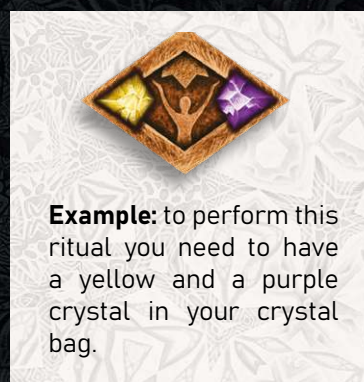 Example: to perform this
ritual you need to have
a yellow and a purple
crystal in your crystal
bag.